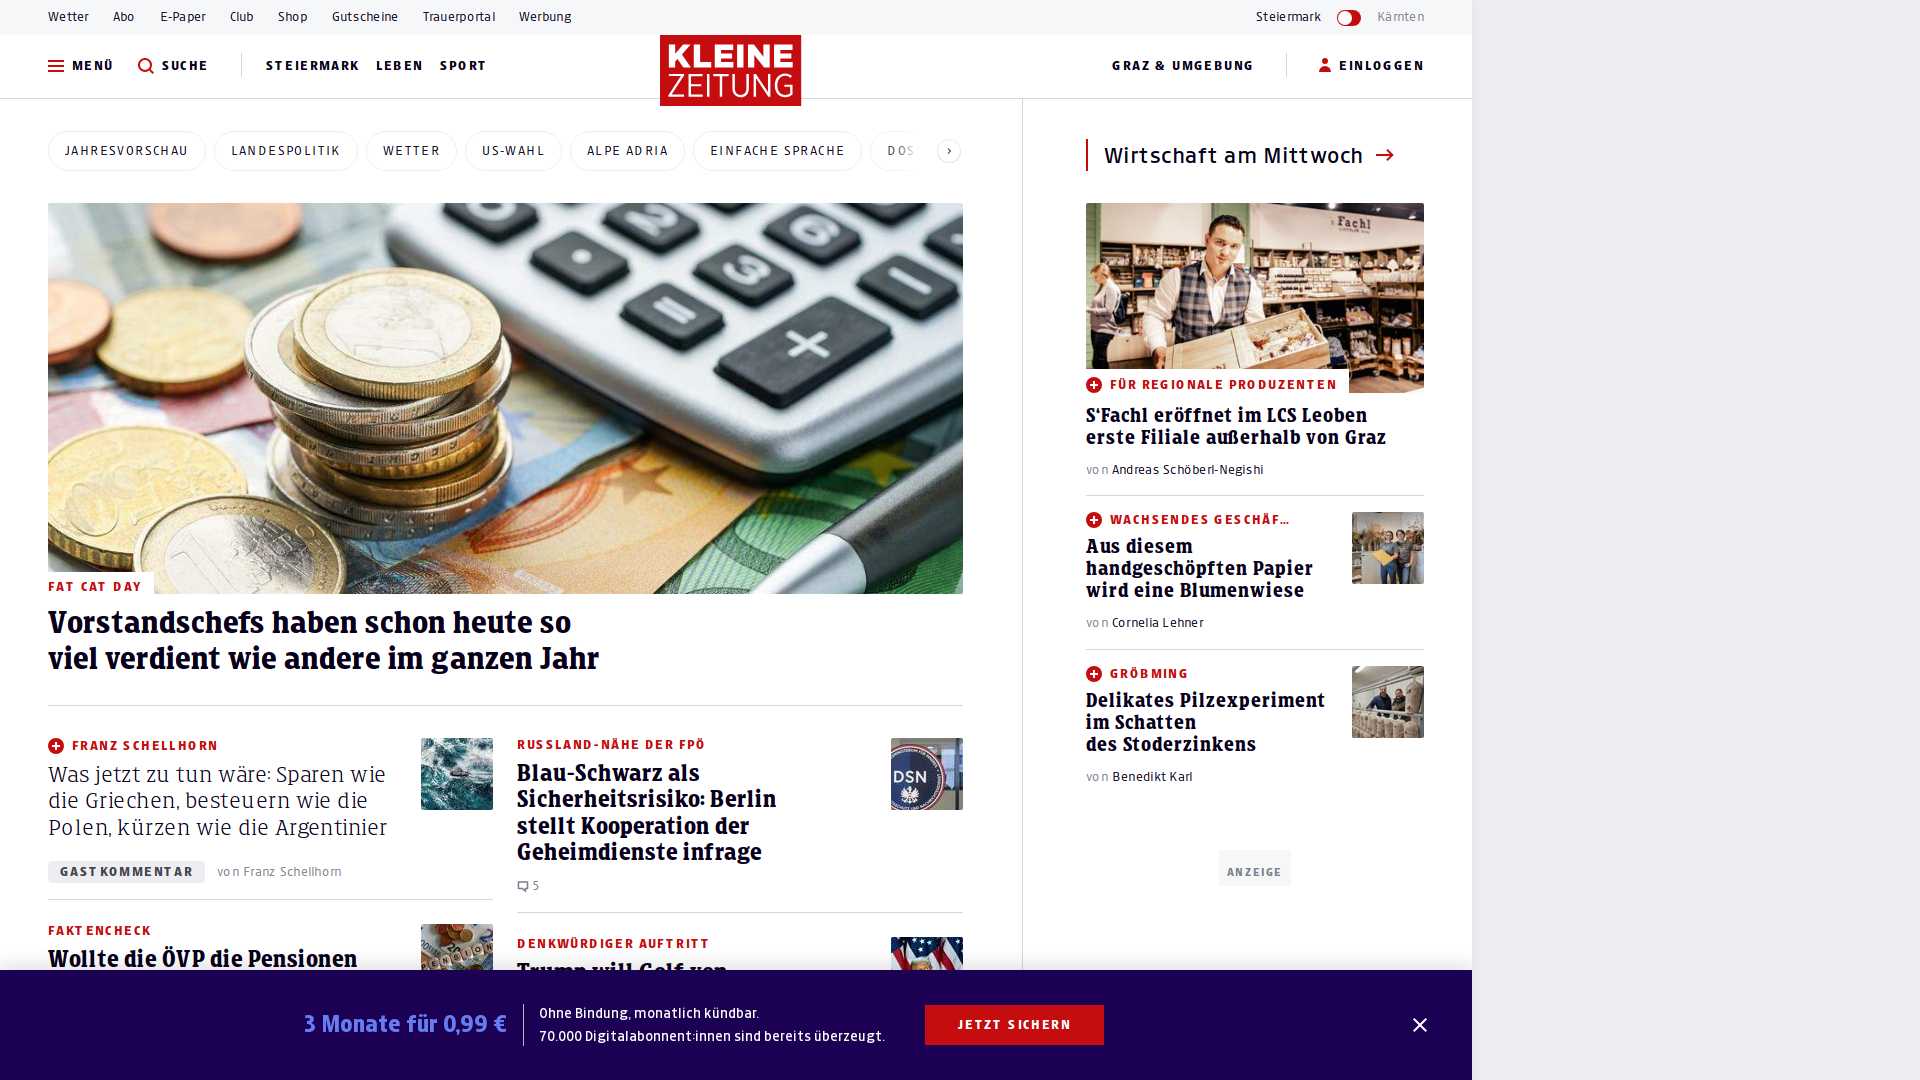 Wetter Abo E-Paper Club Shop Gutscheine Trauerportal Werbung
Steiermark Kärnten
MENÜ SUCHE STEIERMARK LEBEN SPORT
KLEINE
ZEITUNG
GRAZ & UMGEBUNG EINLOGGEN
JAHRESVORSCHAU LANDESPOLITIK WETTER US-WAHL ALPE ADRIA EINFACHE SPRACHE DOS
FAT CAT DAY
Vorstandschefs haben schon heute so
viel verdient wie andere im ganzen Jahr
FRANZ SCHELLHORN
Was jetzt zu tun wäre: Sparen wie
die Griechen, besteuern wie die
Polen, kürzen wie die Argentinier
GASTKOMMENTAR von Franz Schellhorn
FAKTENCHECK
Wollte die ÖVP die Pensionen
RUSSLAND-NÄHE DER FPÖ
Blau-Schwarz als
Sicherheitsrisiko: Berlin
stellt Kooperation der
Geheimdienste infrage
5
DSN
DENKWÜRDIGER AUFTRITT
Trump will Golf von
Wirtschaft am Mittwoch
Fachl
FÜR REGIONALE PRODUZENTEN
S‘Fachl eröffnet im LCS Leoben
erste Filiale außerhalb von Graz
von Andreas Schöberl-Negishi
WACHSENDES GESCHÄF…
Aus diesem
handgeschöpften Papier
wird eine Blumenwiese
von Cornelia Lehner
GRÖBMING
Delikates Pilzexperiment
im Schatten
des Stoderzinkens
von Benedikt Karl
ANZEIGE
3 Monate für 0,99 €
Ohne Bindung, monatlich kündbar.
70.000 Digitalabonnent:innen sind bereits überzeugt.
JETZT SICHERN